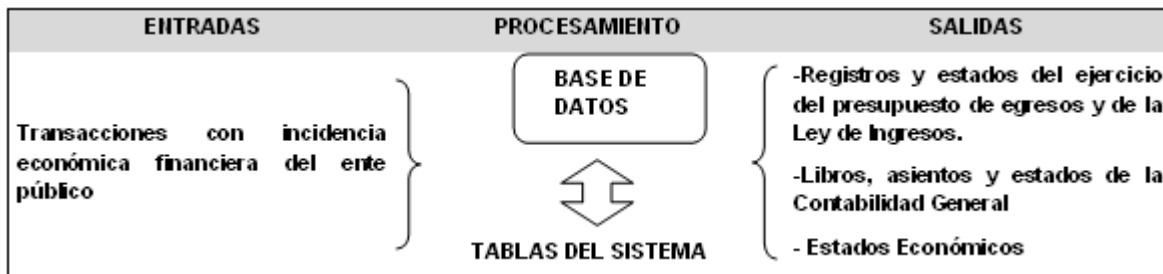 ENTRADAS
PROCESAMIENTO
SALIDAS
Transacciones con incidencia
económica financiera del ente
público
BASE DE
DATOS
TABLAS DEL SISTEMA
-Registros y estados del ejercicio
del presupuesto de egresos y de la
Ley de Ingresos.
-Libros, asientos y estados de la
Contabilidad General
- Estados Económicos